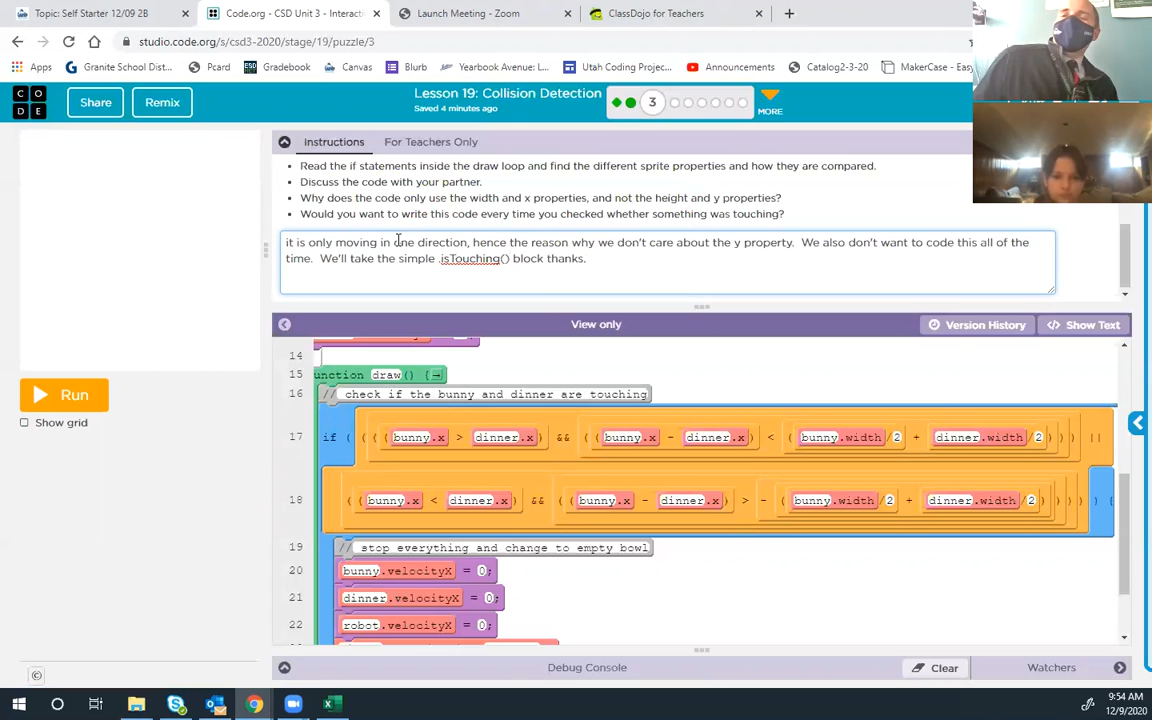 Topic: Self Starter 12/09 2B
Code.org - CSD Unit 3 - Interacti
Launch Meeting - Zoom
ClassDojo for Teachers
studio.code.org/s/csd3-2020/stage/19/puzzle/3
Apps
Granite School Dist...
Pcard
ESD
Gradebook
Canvas
Blurb
Yearbook Avenue: L...
Utah Coding Projec...
Announcements
Catalog2-3-20
MakerCase - Eas
CODE
Share
Remix
Lesson 19: Collision Detection
Saved 4 minutes ago
3
MORE
Instructions
For Teachers Only
• Read the if statements inside the draw loop and find the different sprite properties and how they are compared.
• Discuss the code with your partner.
• Why does the code only use the width and x properties, and not the height and y properties?
• Would you want to write this code every time you checked whether something was touching?
it is only moving in one direction, hence the reason why we don't care about the y property. We also don't want to code this all of the
time. We'll take the simple .isTouching() block thanks.
View only
Version History
</> Show Text
Run
Show grid
14
15 unction draw() {
16 // check if the bunny and dinner are touching
17 if ( ( ( ( bunny.x > dinner.x ) && ( ( bunny.x - dinner.x ) < ( bunny.width/2 + dinner.width/2 ) ) ) ||
18 ( ( bunny.x < dinner.x ) && ( ( bunny.x - dinner.x ) > - ( bunny.width/2 + dinner.width/2 ) ) ) ) {
19 // stop everything and change to empty bowl
20 bunny.velocityX = 0;
21 dinner.velocityX = 0;
22 robot.velocityX = 0;
©
Debug Console
Clear
Watchers
9:54 AM
12/9/2020